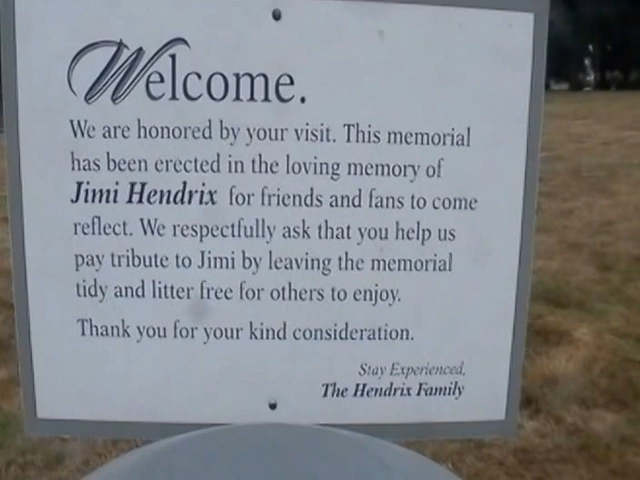 Welcome.
We are honored by your visit. This memorial
has been erected in the loving memory of
Jimi Hendrix for friends and fans to come
reflect. We respectfully ask that you help us
pay tribute to Jimi by leaving the memorial
tidy and litter free for others to enjoy.
Thank you for your kind consideration.
Stay Experienced,
The Hendrix Family